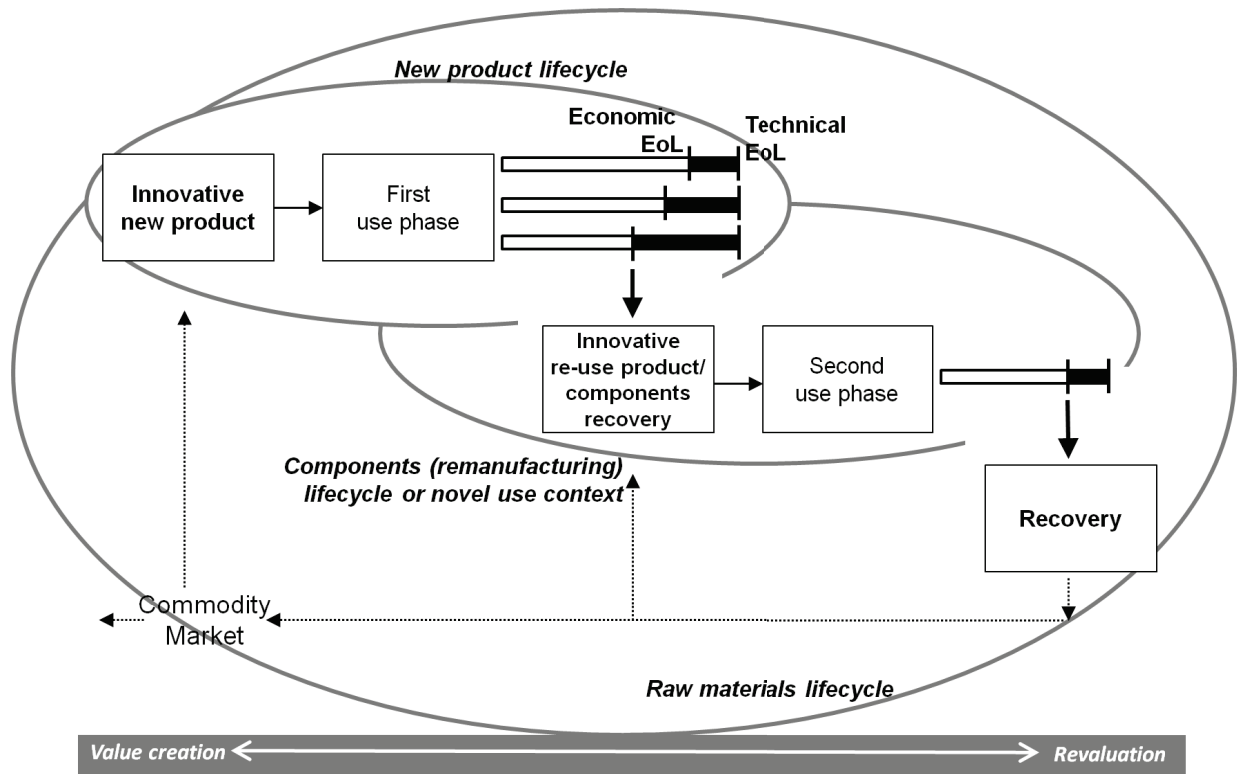 New product lifecycle
Economic
EoL
Technical
EoL
Innovative
new product
First
use phase
Innovative
re-use product/
components
recovery
Second
use phase
Components (remanufacturing)
lifecycle or novel use context
Recovery
Commodity
Market
Raw materials lifecycle
Value creation
Revaluation